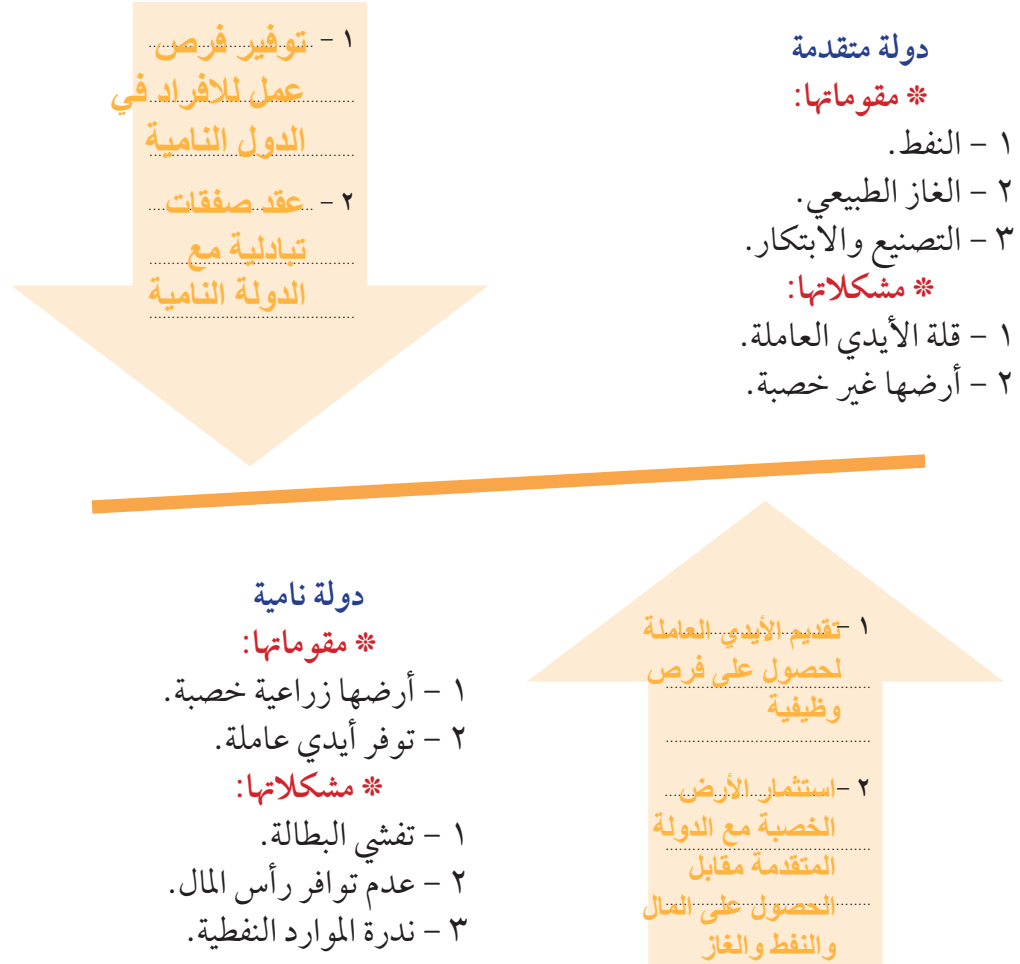 دولة متقدمة
* مقوماتها:
١ - النفط.
٢ - الغاز الطبيعي.
٣ - التصنيع والابتكار.
* مشكلاتها:
١ - قلة الأيدي العاملة.
٢ - أرضها غير خصبة.
١ - توفير فرص
عمل للافراد في
الدول النامية
٢ - عقد صفقات
تبادلية مع
الدولة النامية
١ - تقديم الأيدي العاملة
لحصول على فرص
وظيفية
٢ - استثمار الأرض
الخصبة مع الدولة
المتقدمة مقابل
الحصول على المال
والنفط والغاز
دولة نامية
* مقوماتها:
١ - أرضها زراعية خصبة.
٢ - توفر أيدي عاملة.
* مشكلاتها:
١ - تفشي البطالة.
٢ - عدم توافر رأس المال.
٣ - ندرة الموارد النفطية.